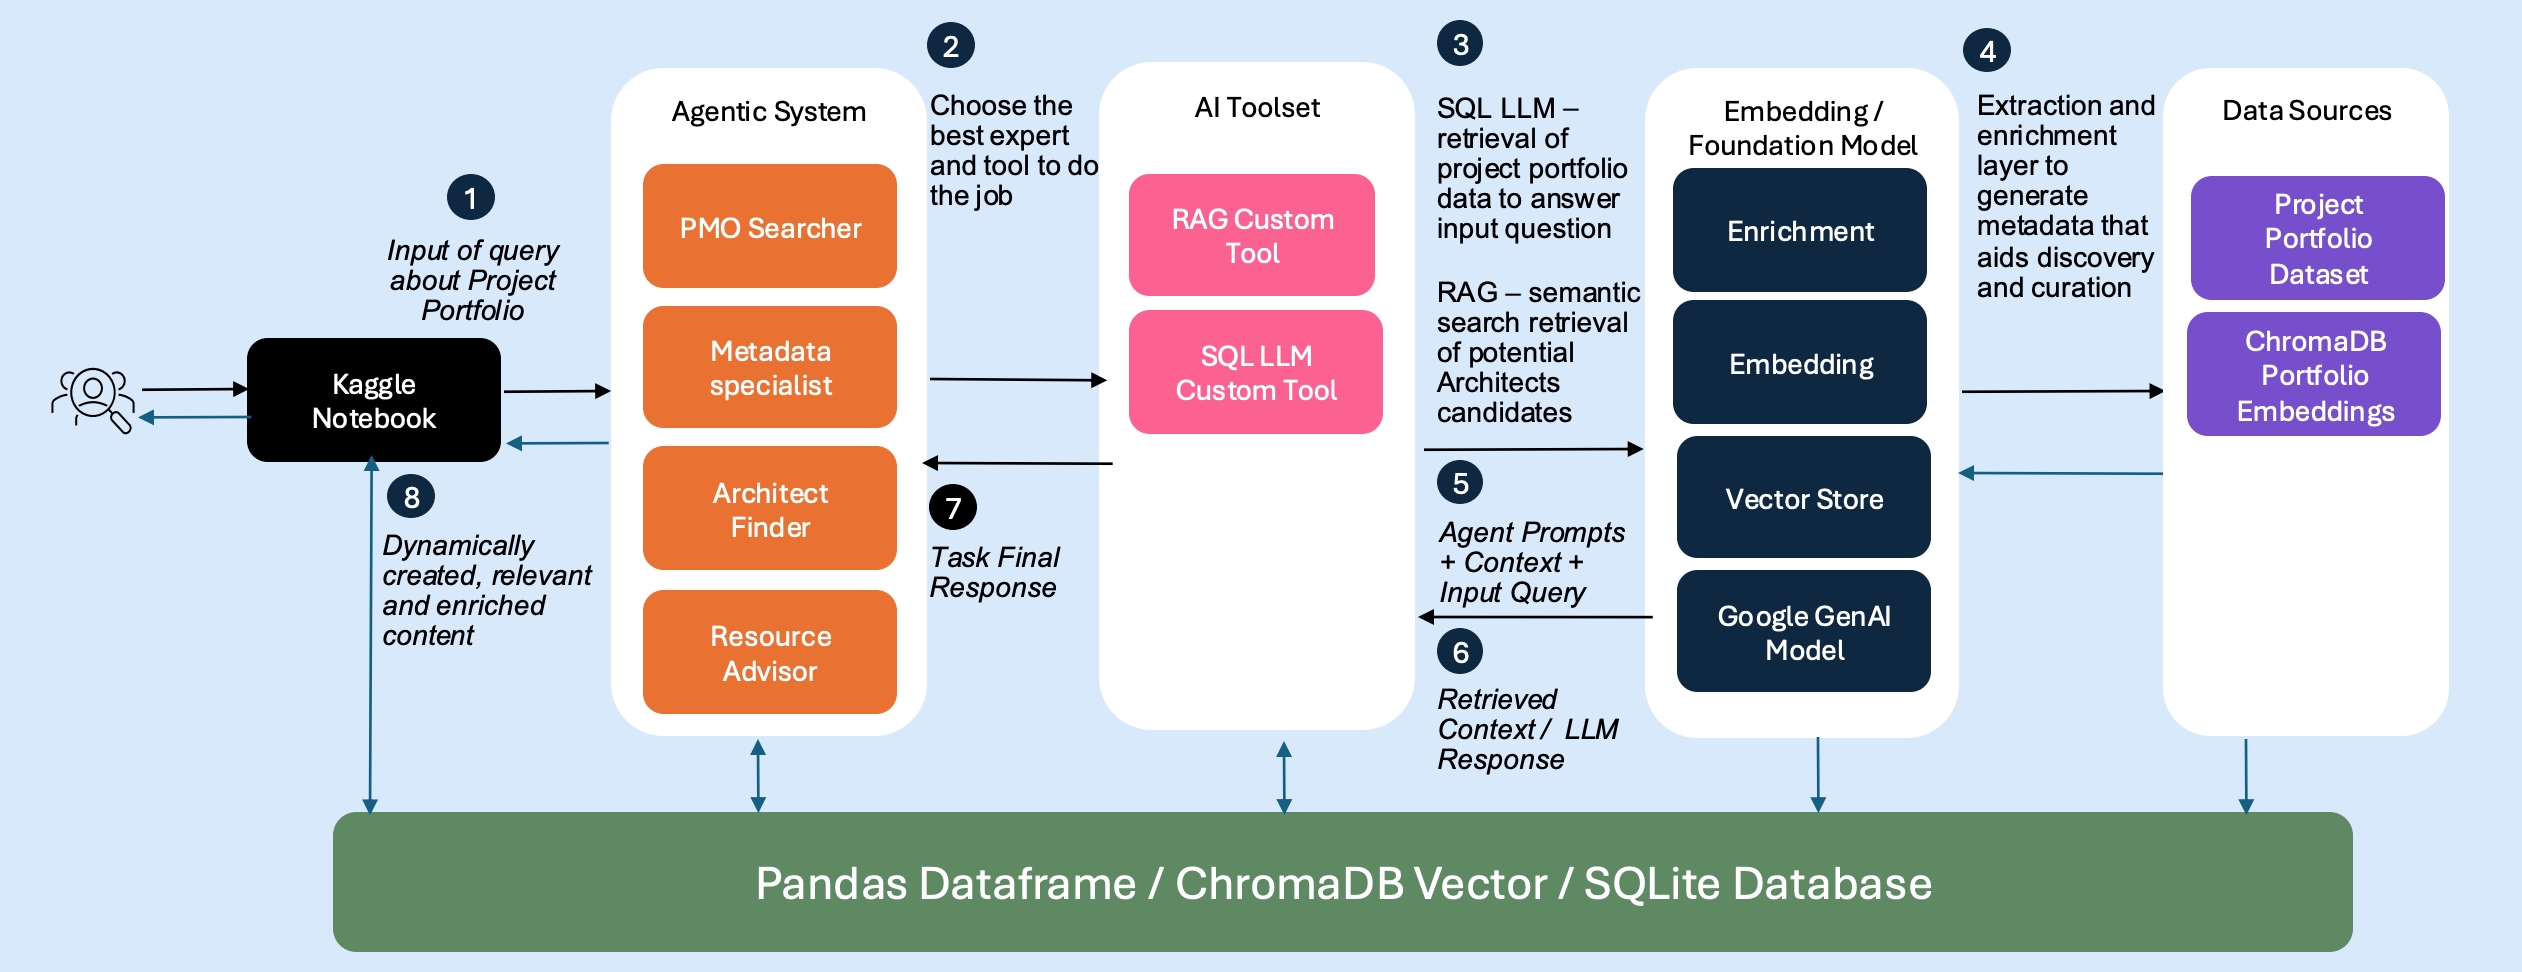 1
Input of query
about Project
Portfolio
Kaggle
Notebook
8
Dynamically
created, relevant
and enriched
content
Agentic System
PMO Searcher
Metadata
specialist
Architect
Finder
Resource
Advisor
2
Choose the
best expert
and tool to do
the job
7
Task Final
Response
AI Toolset
RAG Custom
Tool
SQL LLM
Custom Tool
3
SQL LLM –
retrieval of
project portfolio
data to answer
input question
RAG – semantic
search retrieval
of potential
Architects
candidates
5
Agent Prompts
+ Context +
Input Query
6
Retrieved
Context / LLM
Response
Embedding /
Foundation Model
Enrichment
Embedding
Vector Store
Google GenAI
Model
4
Extraction and
enrichment
layer to
generate
metadata that
aids discovery
and curation
Data Sources
Project
Portfolio
Dataset
ChromaDB
Portfolio
Embeddings
Pandas Dataframe / ChromaDB Vector / SQLite Database